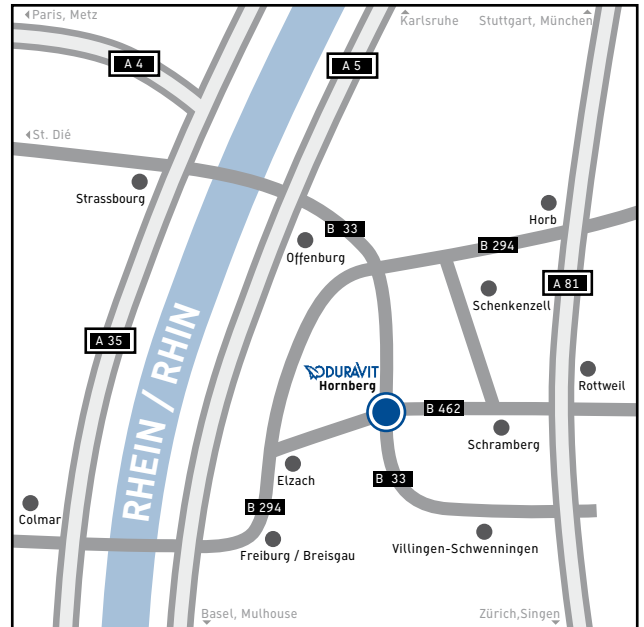 Paris, Metz
Karlsruhe
Stuttgart, München
A 4
A 5
St. Dié
Strassbourg
Horb
B 33
B 294
Offenburg
A 81
Schenkenzell
RHEIN / RHIN
A 35
DURAVIT
Hornberg
Rottweil
B 462
Schramberg
Elzach
B 33
B 294
Colmar
Freiburg / Breisgau
Villingen-Schwenningen
Basel, Mulhouse
Zürich,Singen